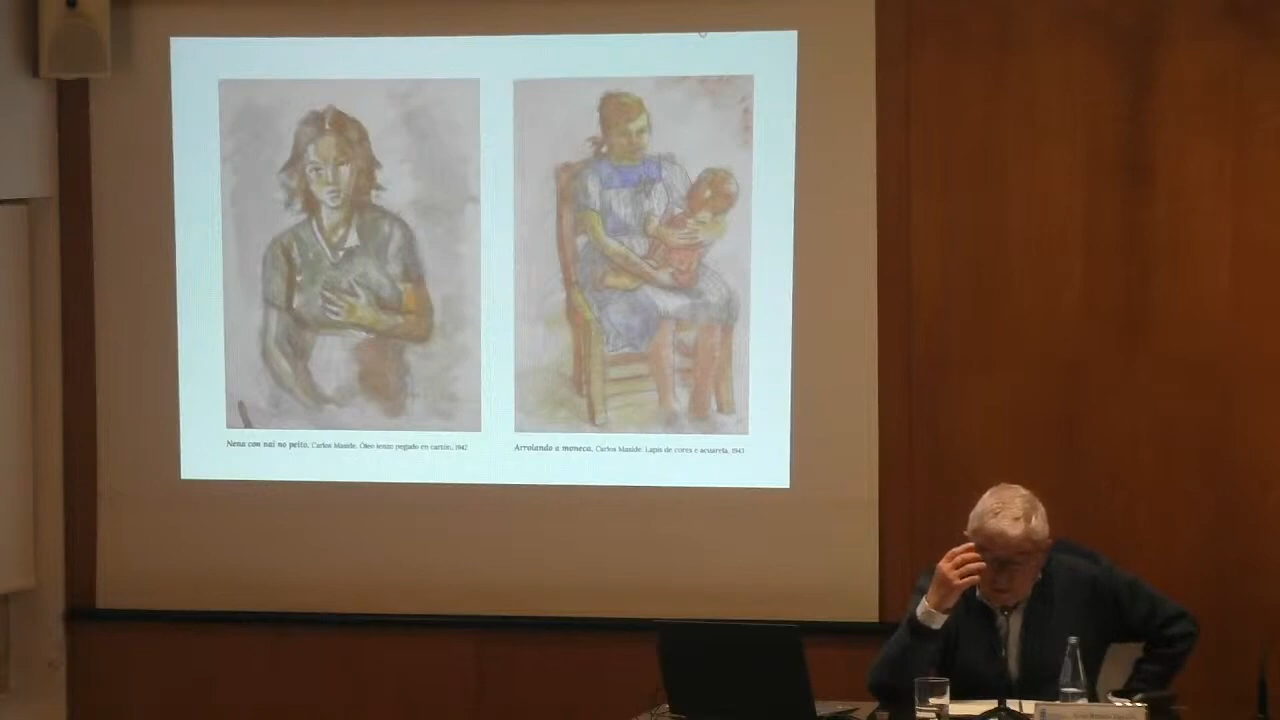 Nena con nai no peito. Carlos Maside. Óleo lenzo pegado en cartón, 1942
Arrolando a moneca. Carlos Maside. Lapis de cores e acuarela, 1943